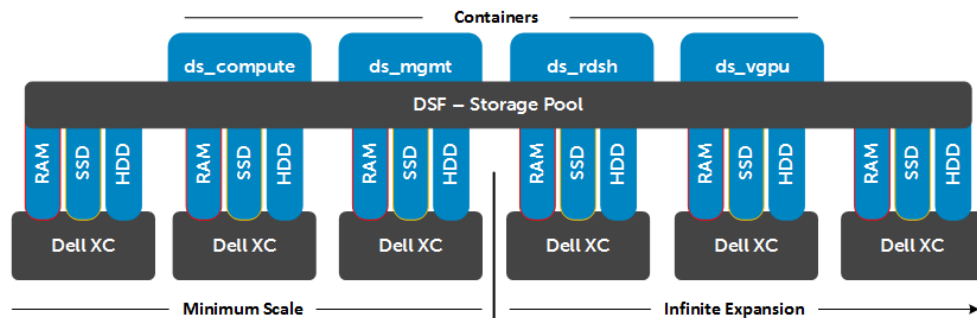 Containers
ds_compute ds_mgmt ds_rdsh ds_vgpu
DSF – Storage Pool
RAM SSD HDD RAM SSD HDD RAM SSD HDD RAM SSD HDD RAM SSD HDD RAM SSD HDD
Dell XC Dell XC Dell XC Dell XC Dell XC Dell XC
Minimum Scale Infinite Expansion